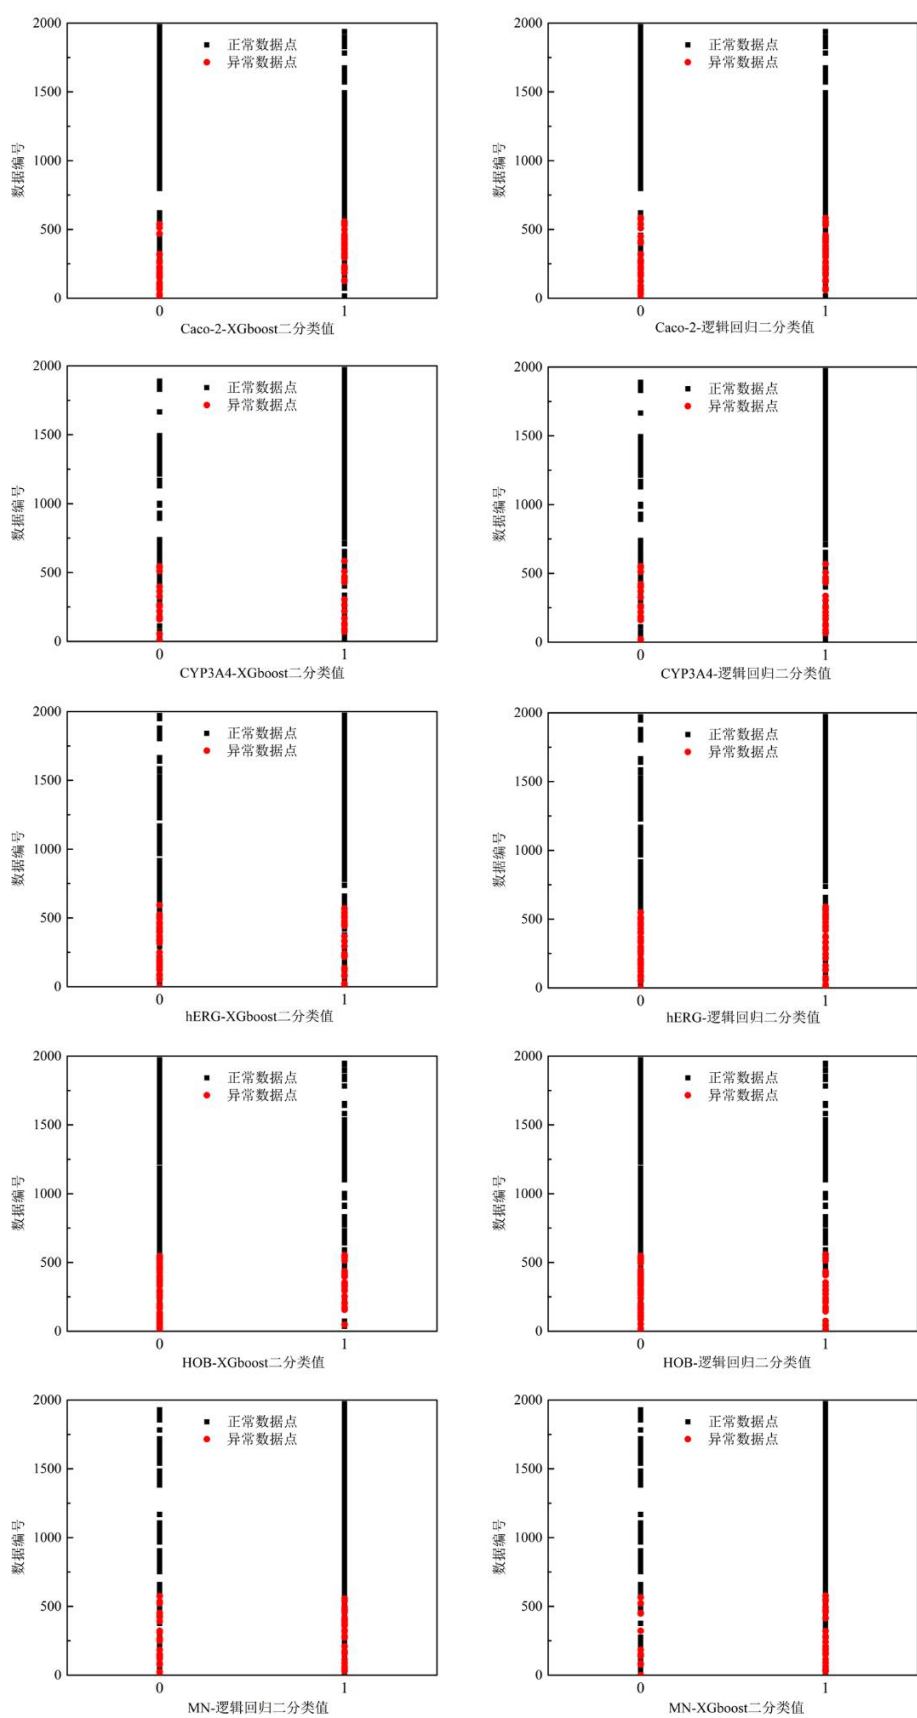 2000
1500
1000
500
0
数据编号
正常数据点
异常数据点
0 1
Caco-2-XGboost二分类值
2000
1500
1000
500
0
数据编号
正常数据点
异常数据点
0 1
Caco-2-逻辑回归二分类值
2000
1500
1000
500
0
数据编号
正常数据点
异常数据点
0 1
CYP3A4-XGboost二分类值
2000
1500
1000
500
0
数据编号
正常数据点
异常数据点
0 1
CYP3A4-逻辑回归二分类值
2000
1500
1000
500
0
数据编号
正常数据点
异常数据点
0 1
hERG-XGboost二分类值
2000
1500
1000
500
0
数据编号
正常数据点
异常数据点
0 1
hERG-逻辑回归二分类值
2000
1500
1000
500
0
数据编号
正常数据点
异常数据点
0 1
HOB-XGboost二分类值
2000
1500
1000
500
0
数据编号
正常数据点
异常数据点
0 1
HOB-逻辑回归二分类值
2000
1500
1000
500
0
数据编号
正常数据点
异常数据点
0 1
MN-逻辑回归二分类值
2000
1500
1000
500
0
数据编号
正常数据点
异常数据点
0 1
MN-XGboost二分类值